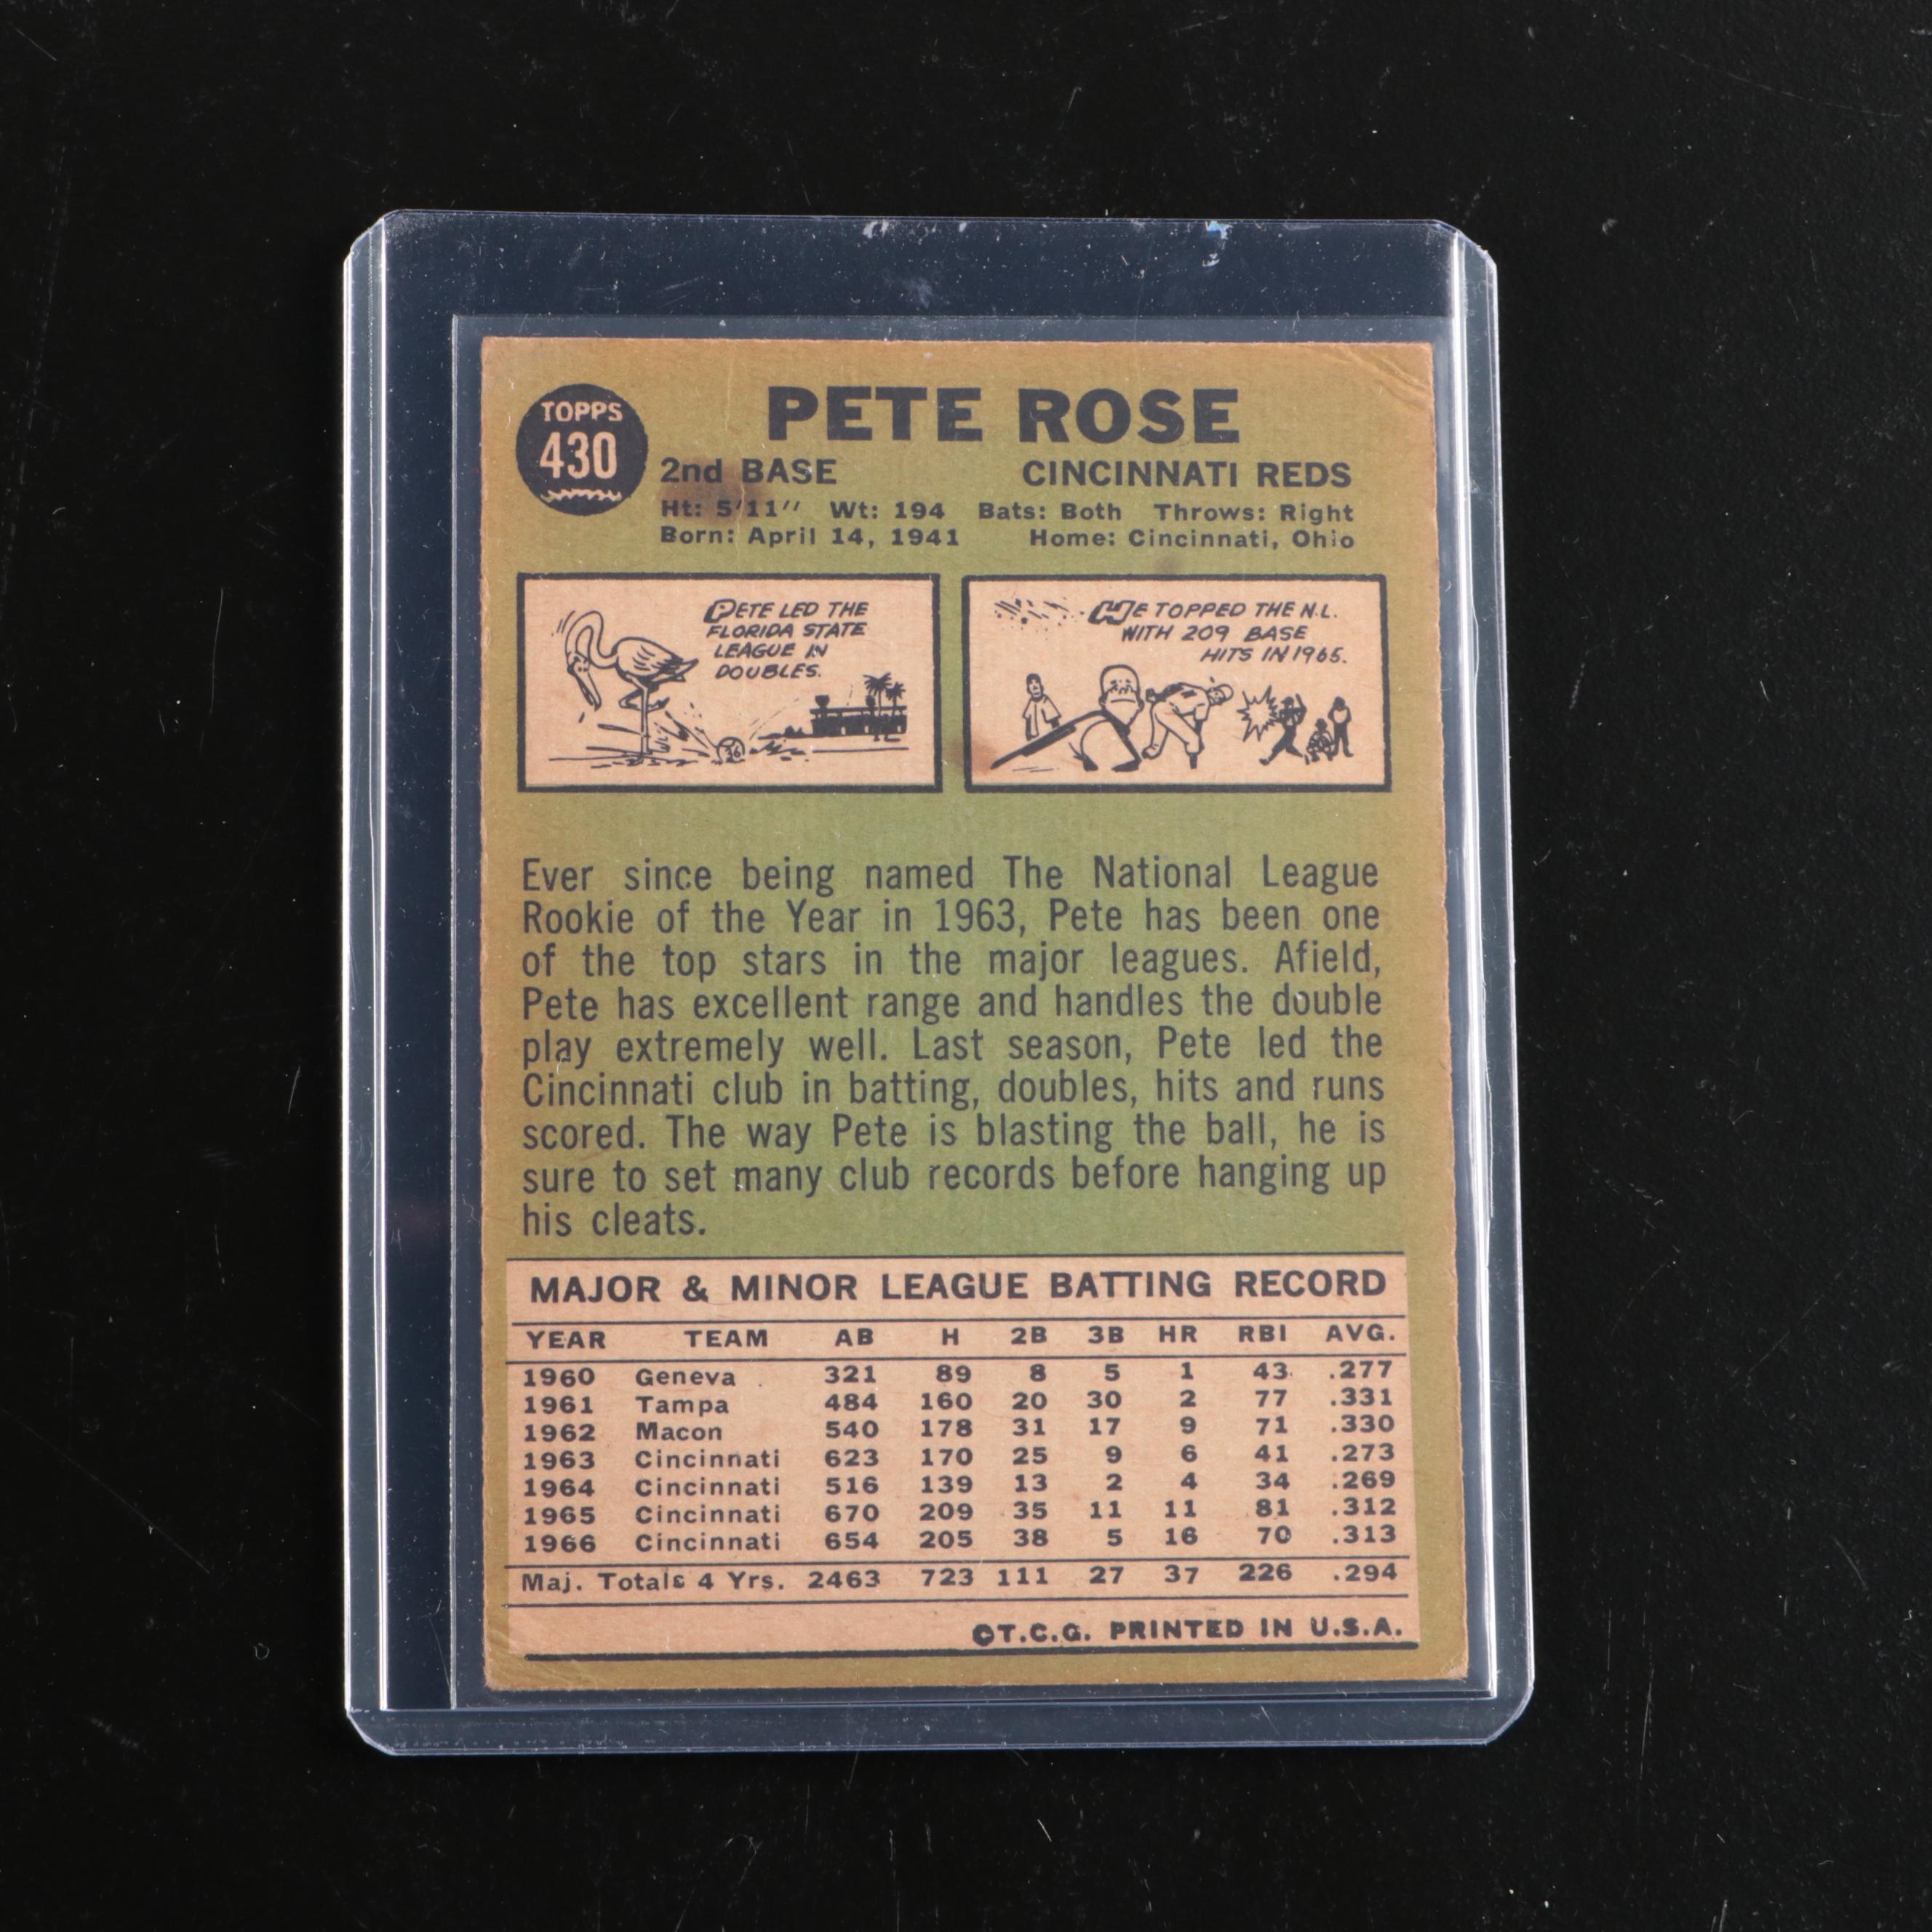 TOPPS
430
PETE ROSE
2nd BASE CINCINNATI REDS
Ht: 5'11" Wt: 194 Bats: Both Throws: Right
Born: April 14, 1941 Home: Cincinnati, Ohio
PETE LED THE
FLORIDA STATE
LEAGUE IN
DOUBLES.
36
HE TOPPED THE N.L.
WITH 209 BASE
HITS IN 1965.
Ever since being named The National League
Rookie of the Year in 1963, Pete has been one
of the top stars in the major leagues. Afield,
Pete has excellent range and handles the double
play extremely well. Last season, Pete led the
Cincinnati club in batting, doubles, hits and runs
scored. The way Pete is blasting the ball, he is
sure to set many club records before hanging up
his cleats.
MAJOR & MINOR LEAGUE BATTING RECORD
YEAR TEAM AB H 2B 3B HR RBI AVG.
1960 Geneva 321 89 8 5 1 43 .277
1961 Tampa 484 160 20 30 2 77 .331
1962 Macon 540 178 31 17 9 71 .330
1963 Cincinnati 623 170 25 9 6 41 .273
1964 Cincinnati 516 139 13 2 4 34 .269
1965 Cincinnati 670 209 35 11 11 81 .312
1966 Cincinnati 654 205 38 5 16 70 .313
Maj. Totals 4 Yrs. 2463 723 111 27 37 226 .294
©T.C.G. PRINTED IN U.S.A.